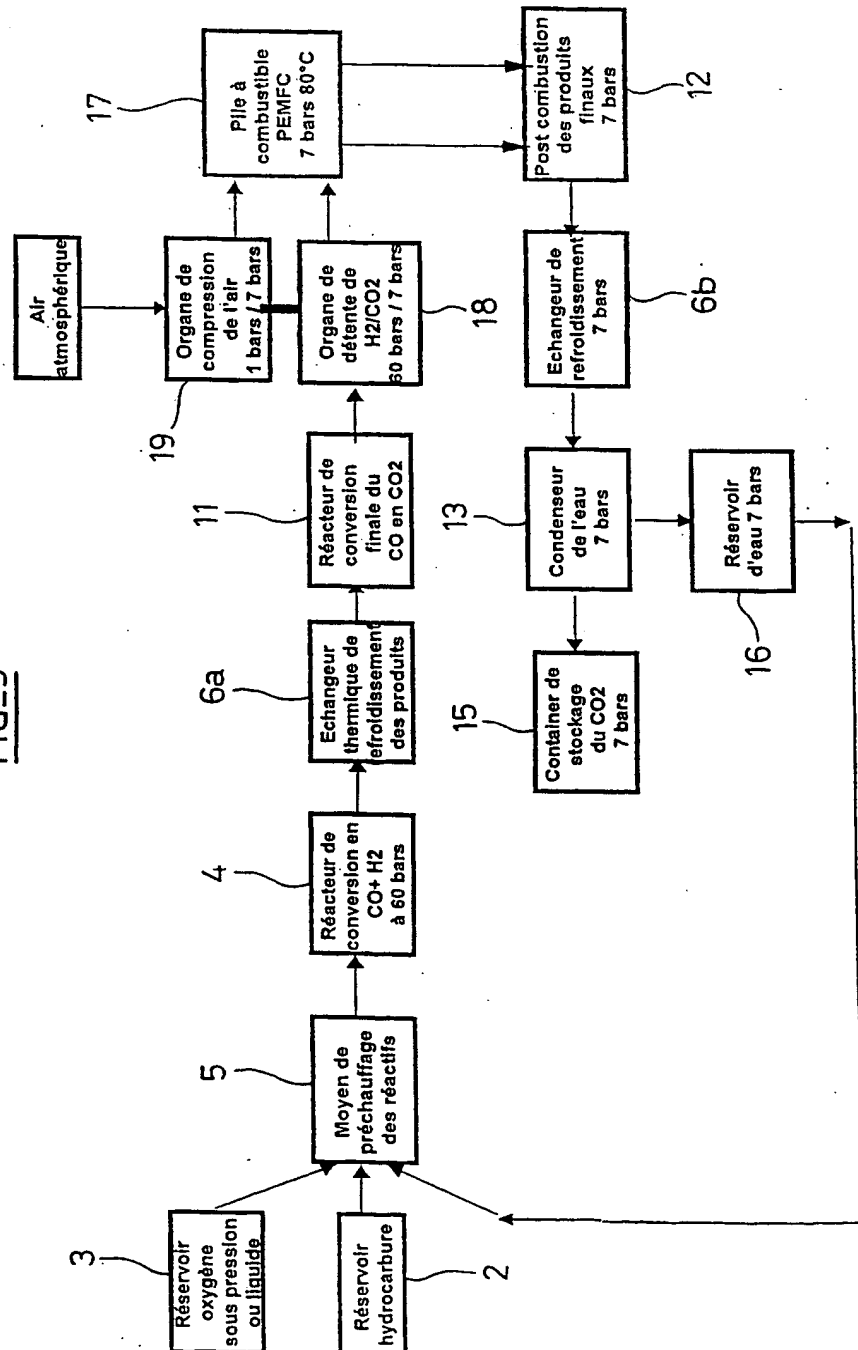 Air
atmosphérique
17
Pile à
combustible
PEMFC
7 bars 80°C
19
Organe de
compression
de l'air
1 bars / 7 bars
Organe de
détente de
H2/CO2
60 bars / 7 bars
18
11
Réacteur de
conversion
finale du
CO en CO2
6a
Echangeur
thermique de
refroidissement
des produits
4
Réacteur de
conversion en
CO+ H2
à 60 bars
5
Moyen de
préchauffage
des réactifs
3
Réservoir
oxygène
sous pression
ou liquide
Réservoir
hydrocarbure
2
Post combustion
des produits
finaux
7 bars
12
Echangeur de
refroidissement
7 bars
6b
13
Condenseur
de l'eau
7 bars
15
Container de
stockage
du CO2
7 bars
Réservoir
d'eau 7 bars
16